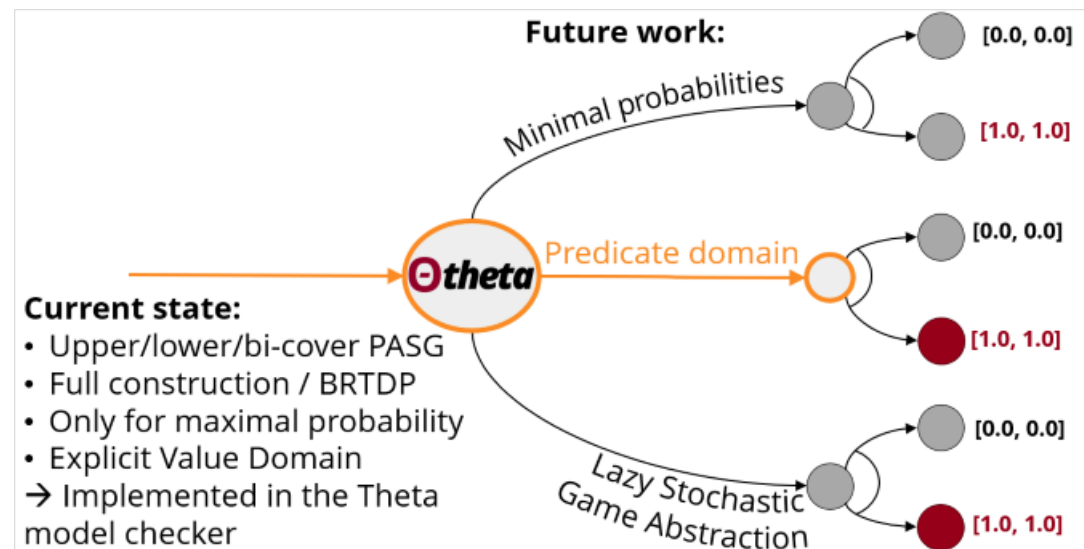 Future work:
[0.0, 0.0]
Minimal probabilities
[1.0, 1.0]
[0.0, 0.0]
Predicate domain
Θtheta
Current state:
• Upper/lower/bi-cover PASG
• Full construction / BRTDP
• Only for maximal probability
• Explicit Value Domain
→ Implemented in the Theta
model checker
[1.0, 1.0]
[0.0, 0.0]
Lazy Stochastic
Game Abstraction
[1.0, 1.0]